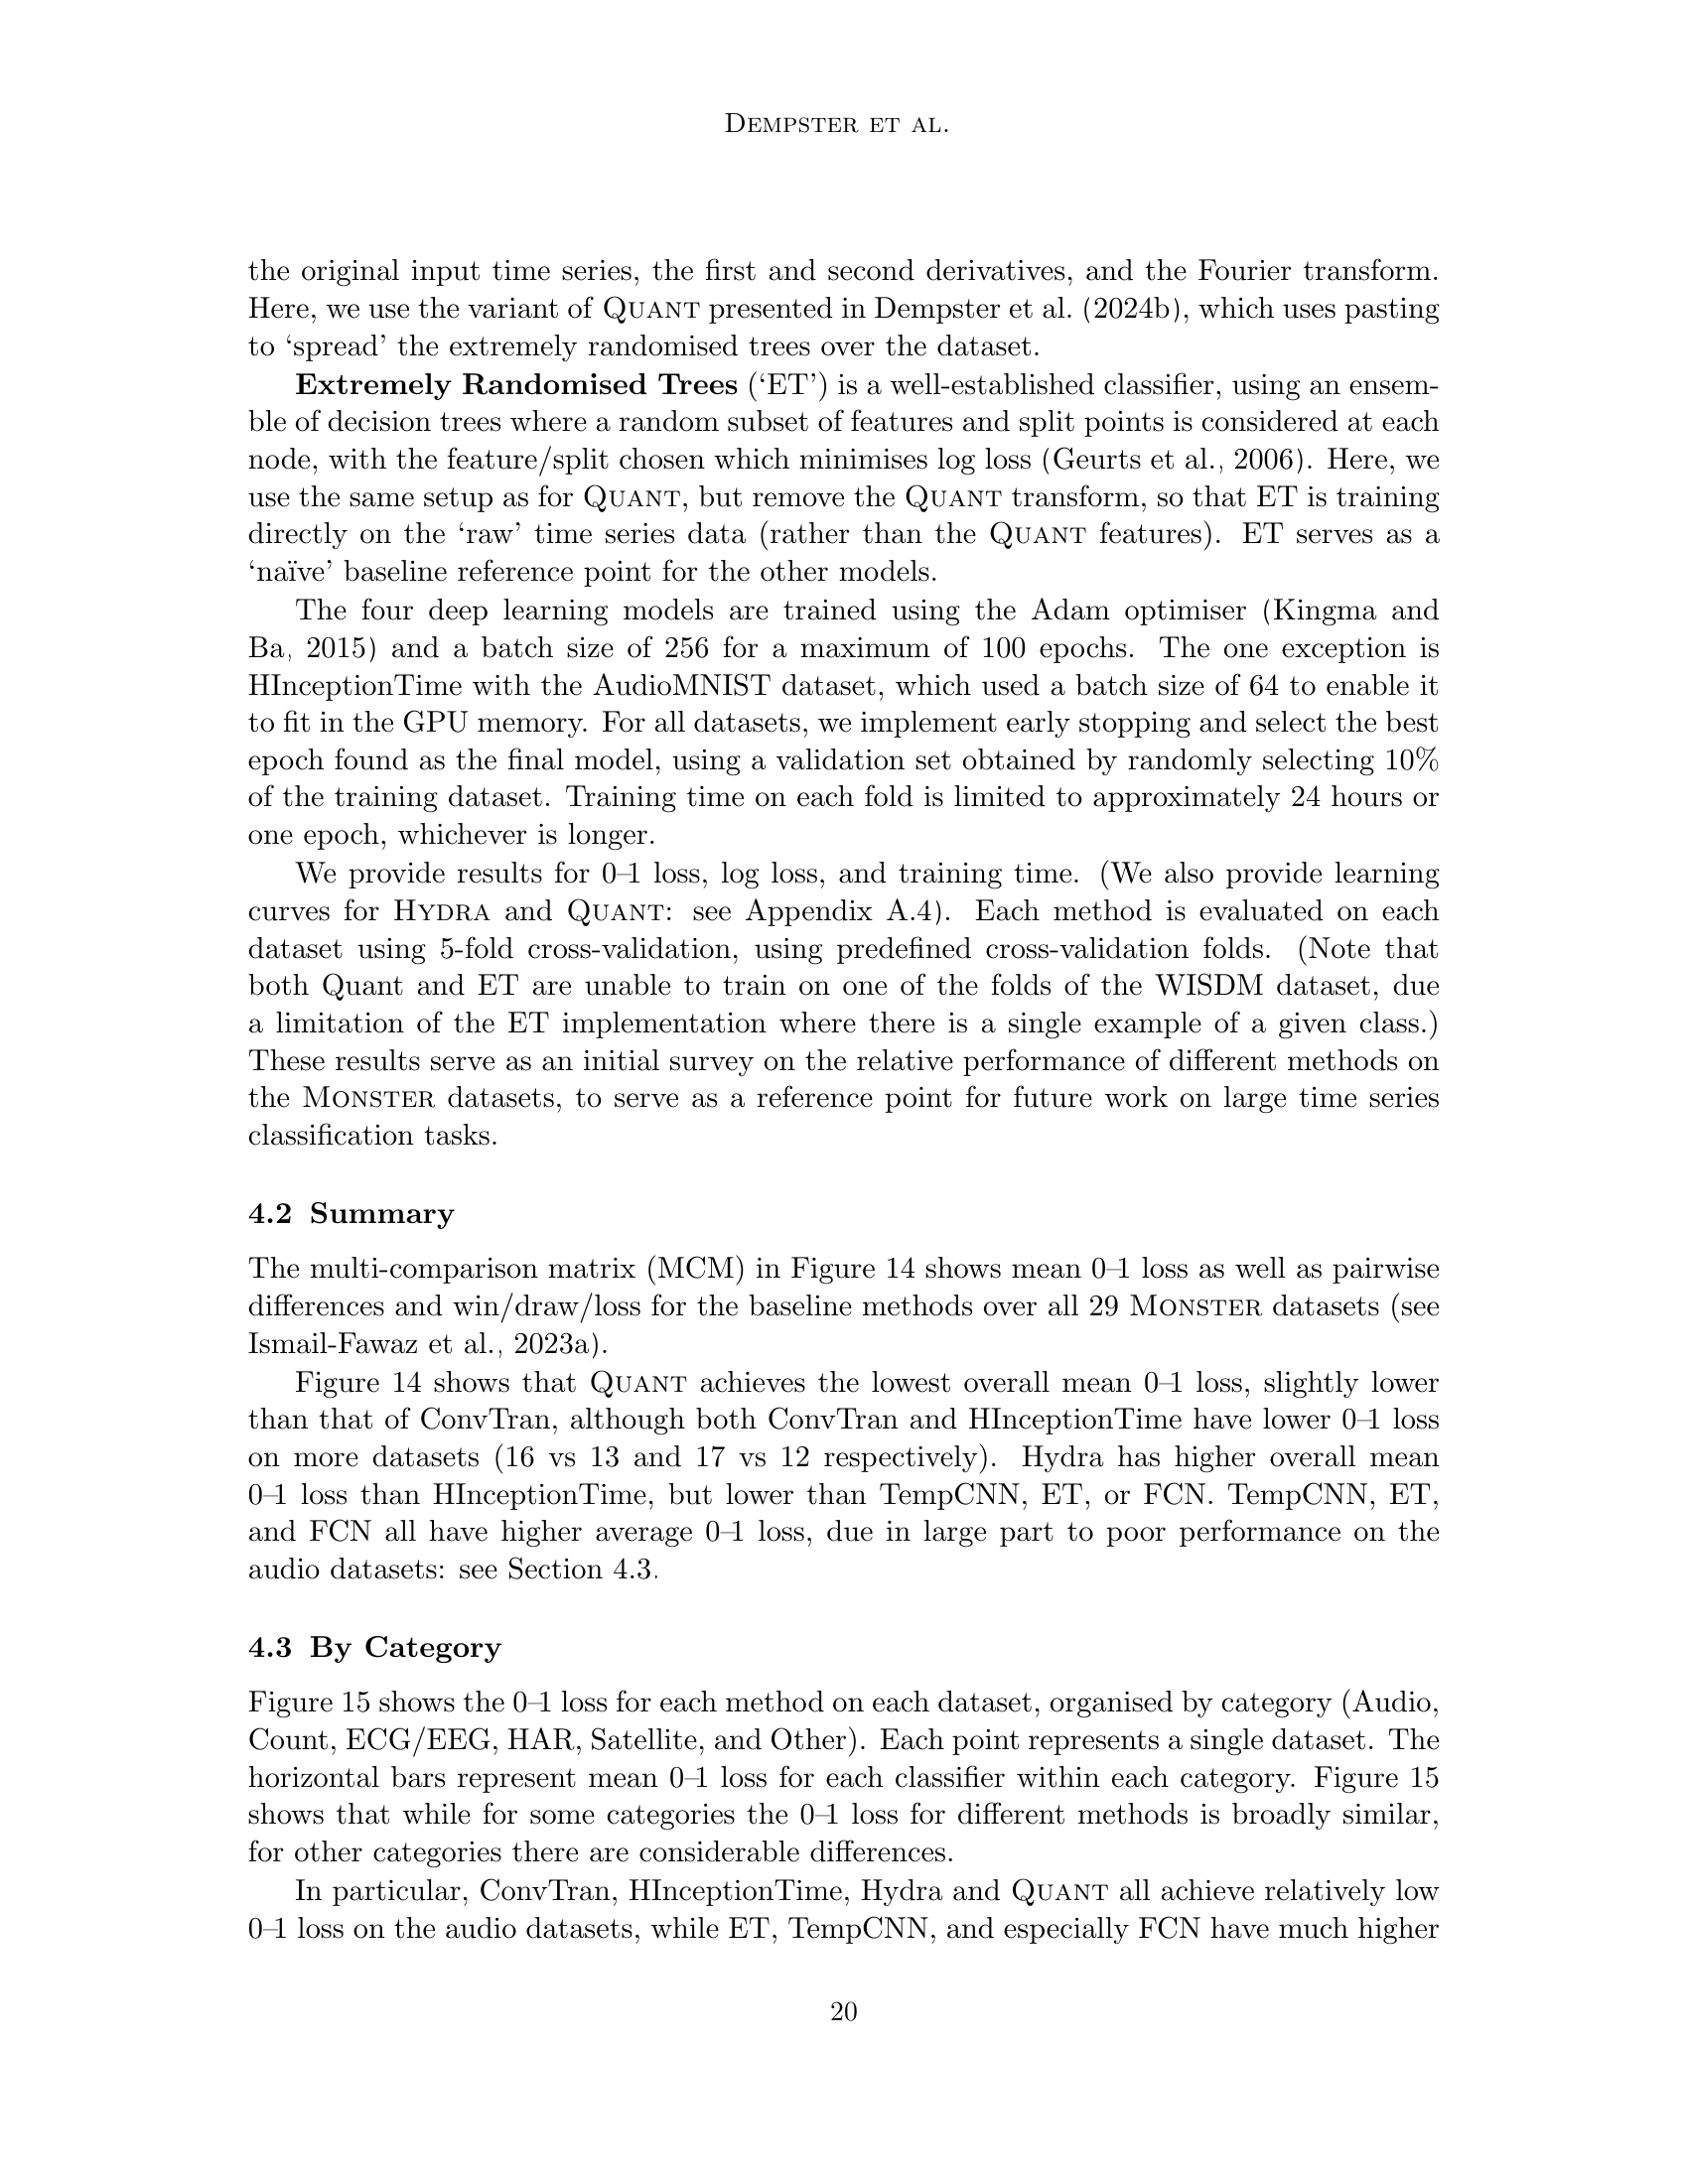 DEMPSTER ET AL.
the original input time series, the first and second derivatives, and the Fourier transform.
Here, we use the variant of QUANT presented in Dempster et al. (2024b), which uses pasting
to ‘spread’ the extremely randomised trees over the dataset.
Extremely Randomised Trees (‘ET’) is a well-established classifier, using an ensem-
ble of decision trees where a random subset of features and split points is considered at each
node, with the feature/split chosen which minimises log loss (Geurts et al., 2006). Here, we
use the same setup as for QUANT, but remove the QUANT transform, so that ET is training
directly on the ‘raw’ time series data (rather than the QUANT features). ET serves as a
‘naïve’ baseline reference point for the other models.
The four deep learning models are trained using the Adam optimiser (Kingma and
Ba, 2015) and a batch size of 256 for a maximum of 100 epochs. The one exception is
HInceptionTime with the AudioMNIST dataset, which used a batch size of 64 to enable it
to fit in the GPU memory. For all datasets, we implement early stopping and select the best
epoch found as the final model, using a validation set obtained by randomly selecting 10%
of the training dataset. Training time on each fold is limited to approximately 24 hours or
one epoch, whichever is longer.
We provide results for 0–1 loss, log loss, and training time. (We also provide learning
curves for HYDRA and QUANT: see Appendix A.4). Each method is evaluated on each
dataset using 5-fold cross-validation, using predefined cross-validation folds. (Note that
both Quant and ET are unable to train on one of the folds of the WISDM dataset, due
a limitation of the ET implementation where there is a single example of a given class.)
These results serve as an initial survey on the relative performance of different methods on
the MONSTER datasets, to serve as a reference point for future work on large time series
classification tasks.
4.2 Summary
The multi-comparison matrix (MCM) in Figure 14 shows mean 0–1 loss as well as pairwise
differences and win/draw/loss for the baseline methods over all 29 MONSTER datasets (see
Ismail-Fawaz et al., 2023a).
Figure 14 shows that QUANT achieves the lowest overall mean 0–1 loss, slightly lower
than that of ConvTran, although both ConvTran and HInceptionTime have lower 0–1 loss
on more datasets (16 vs 13 and 17 vs 12 respectively). Hydra has higher overall mean
0–1 loss than HInceptionTime, but lower than TempCNN, ET, or FCN. TempCNN, ET,
and FCN all have higher average 0–1 loss, due in large part to poor performance on the
audio datasets: see Section 4.3.
4.3 By Category
Figure 15 shows the 0–1 loss for each method on each dataset, organised by category (Audio,
Count, ECG/EEG, HAR, Satellite, and Other). Each point represents a single dataset. The
horizontal bars represent mean 0–1 loss for each classifier within each category. Figure 15
shows that while for some categories the 0–1 loss for different methods is broadly similar,
for other categories there are considerable differences.
In particular, ConvTran, HInceptionTime, Hydra and QUANT all achieve relatively low
0–1 loss on the audio datasets, while ET, TempCNN, and especially FCN have much higher
20